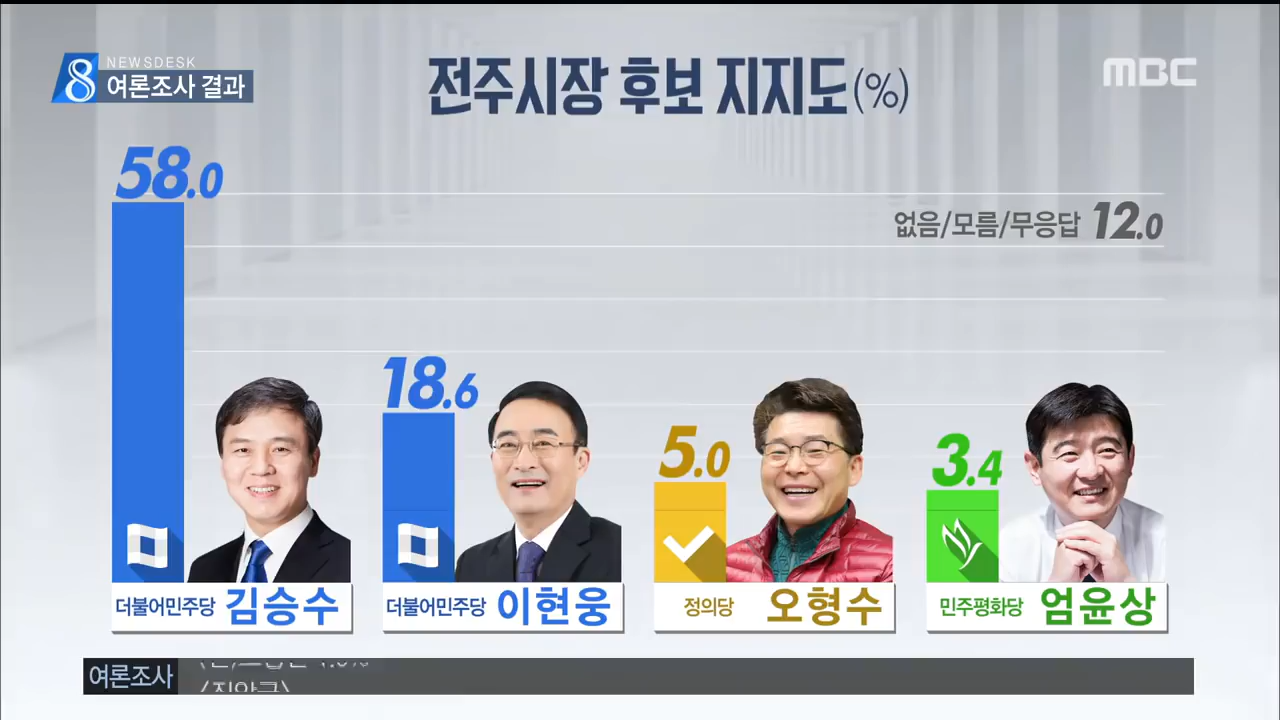 8 NEWSDESK
여론조사 결과
전주시장 후보 지지도(%)
MBC
58.0
없음/모름/무응답 12.0
18.6
5.0
3.4
더불어민주당 김승수
더불어민주당 이현웅
정의당 오형수
민주평화당 엄윤상
여론조사